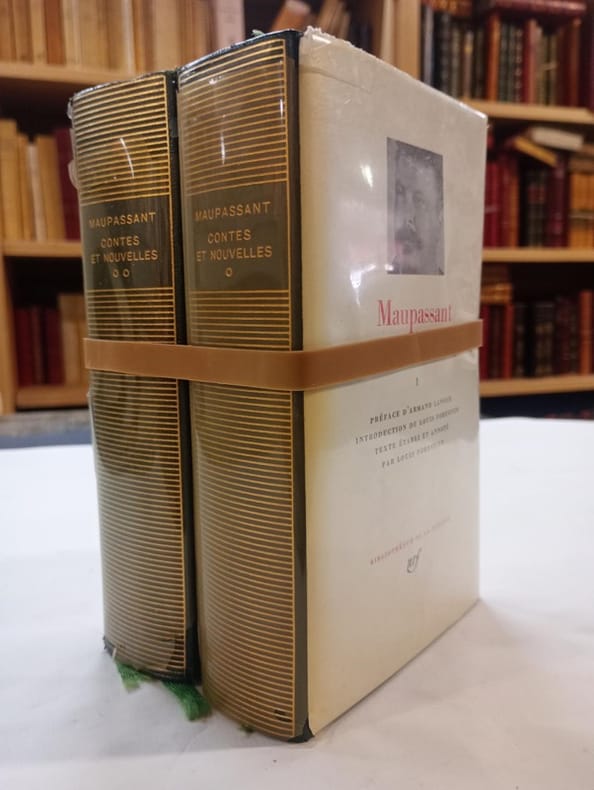 MAUPASSANT
CONTES
ET NOUVELLES
MAUPASSANT
CONTES
ET NOUVELLES
Maupassant
I
PRÉFACE D'ARMAND LANOUX
INTRODUCTION DE LOUIS FORESTIER
TEXTE ÉTABLI ET ANNOTÉ
PAR LOUIS FORESTIER
BIBLIOTHÈQUE DE LA PLÉIADE
nrf